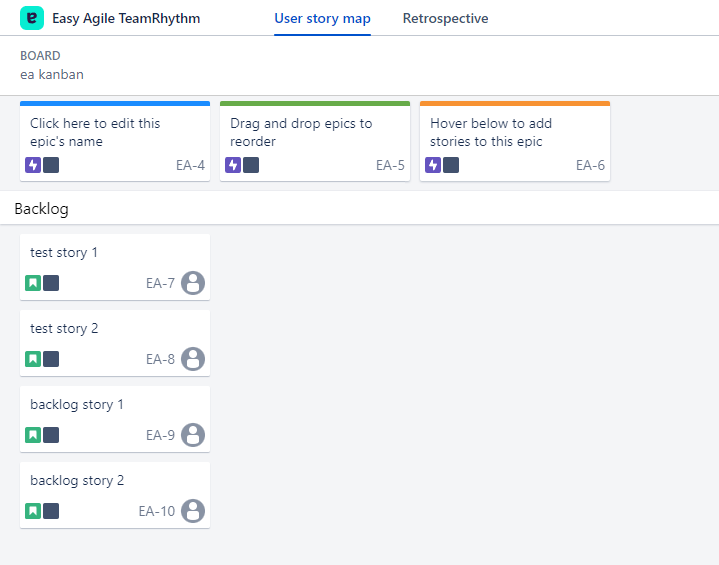 Easy Agile TeamRhythm
User story map
Retrospective
BOARD
ea kanban
Click here to edit this
epic's name
EA-4
Drag and drop epics to
reorder
EA-5
Hover below to add
stories to this epic
EA-6
Backlog
test story 1
EA-7
test story 2
EA-8
backlog story 1
EA-9
backlog story 2
EA-10